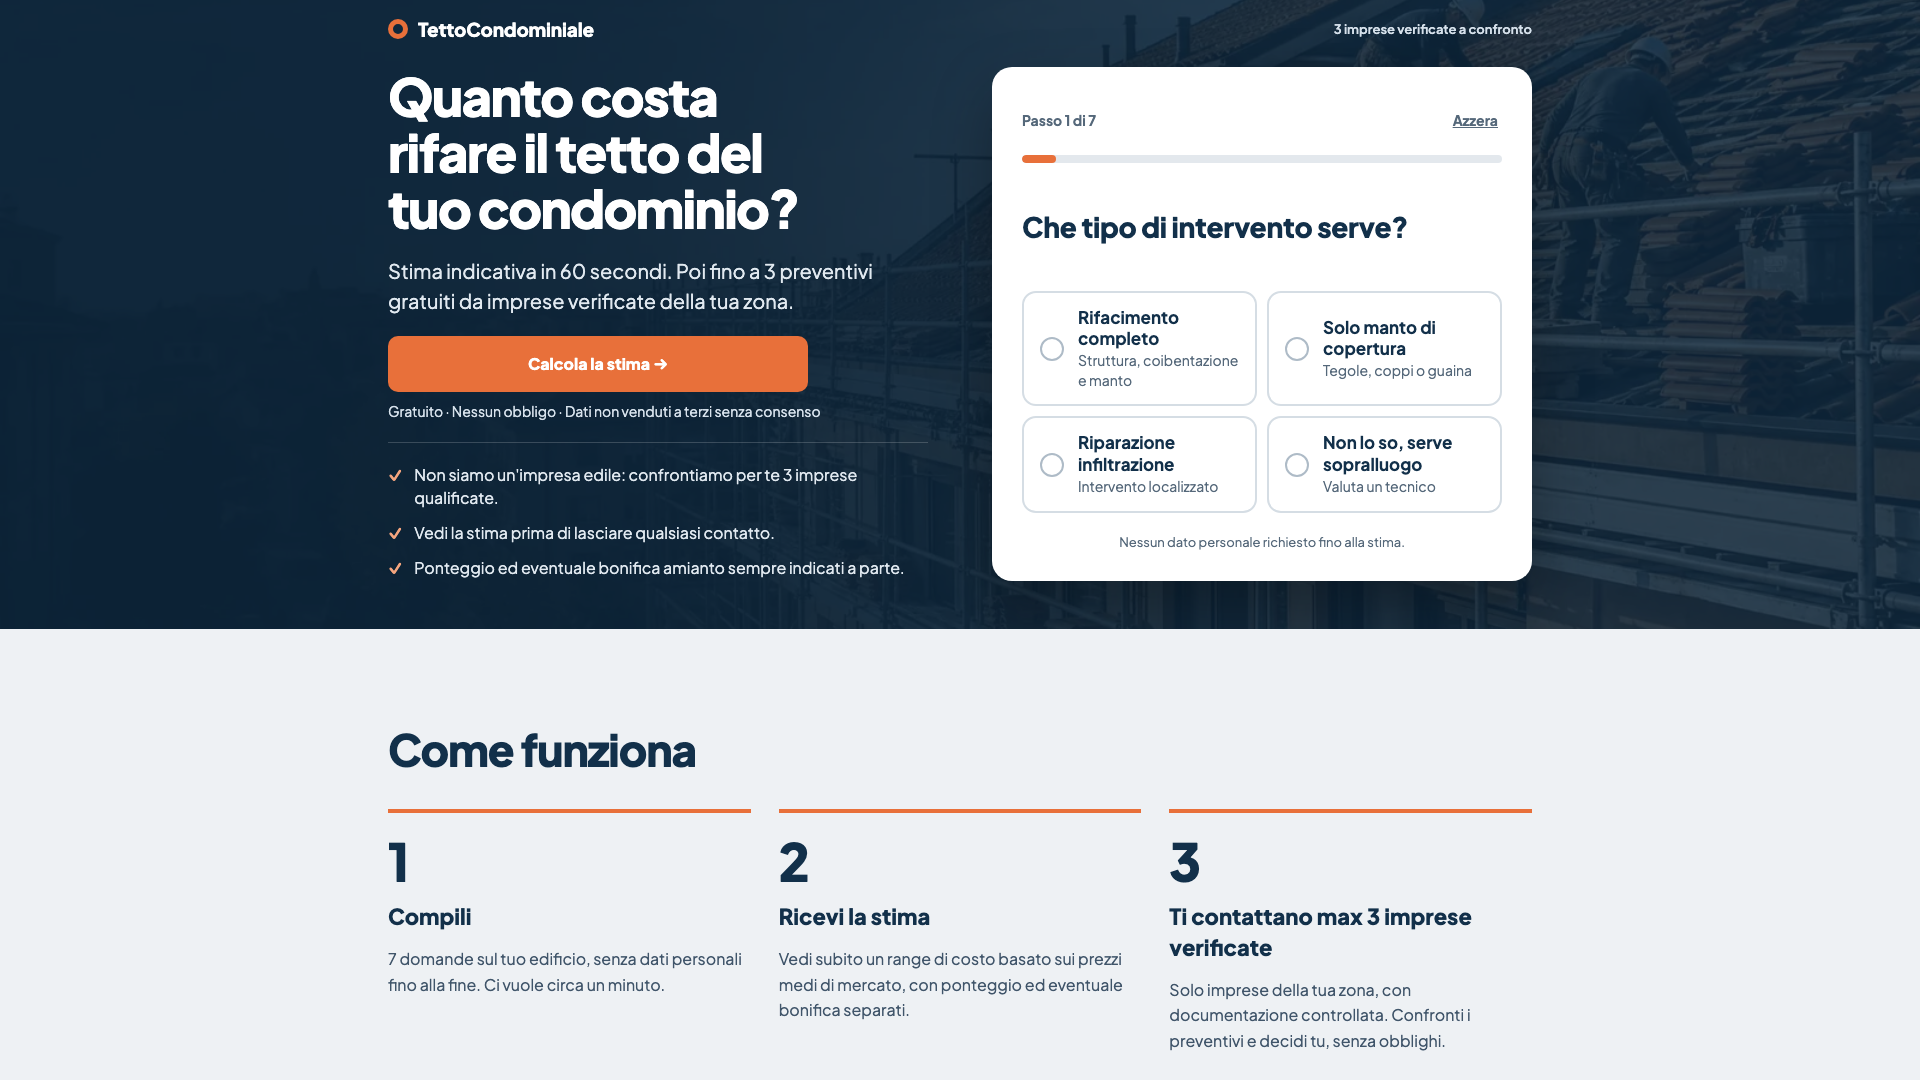 TettoCondominiale
3 imprese verificate a confronto
Quanto costa
rifare il tetto del
tuo condominio?
Stima indicativa in 60 secondi. Poi fino a 3 preventivi
gratuiti da imprese verificate della tua zona.
Calcola la stima →
Gratuito · Nessun obbligo · Dati non venduti a terzi senza consenso
Non siamo un'impresa edile: confrontiamo per te 3 imprese
qualificate.
Vedi la stima prima di lasciare qualsiasi contatto.
Ponteggio ed eventuale bonifica amianto sempre indicati a parte.
Passo 1 di 7
Azzera
Che tipo di intervento serve?
Rifacimento
completo
Struttura, coibentazione
e manto
Solo manto di
copertura
Tegole, coppi o guaina
Riparazione
infiltrazione
Intervento localizzato
Non lo so, serve
sopralluogo
Valuta un tecnico
Nessun dato personale richiesto fino alla stima.
Come funziona
1
Compili
7 domande sul tuo edificio, senza dati personali
fino alla fine. Ci vuole circa un minuto.
2
Ricevi la stima
Vedi subito un range di costo basato sui prezzi
medi di mercato, con ponteggio ed eventuale
bonifica separati.
3
Ti contattano max 3 imprese
verificate
Solo imprese della tua zona, con
documentazione controllata. Confronti i
preventivi e decidi tu, senza obblighi.